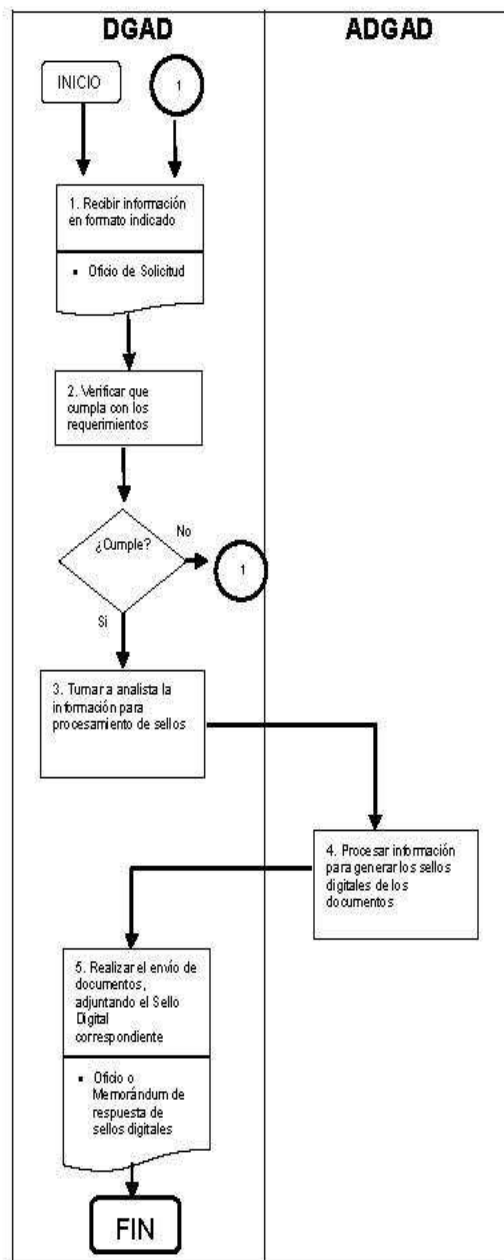 DGAD
ADGAD
INICIO
1
1. Recibir información
en formato indicado
• Oficio de Solicitud
2. Verificar que
cumpla con los
requerimientos
¿Cumple?
No
1
Si
3. Turnar a analista la
información para
procesamiento de sellos
4. Procesar información
para generar los sellos
digitales de los
documentos
5. Realizar el envío de
documentos,
adjuntando el Sello
Digital
correspondiente
• Oficio o
Memorándum de
respuesta de
sellos digitales
FIN